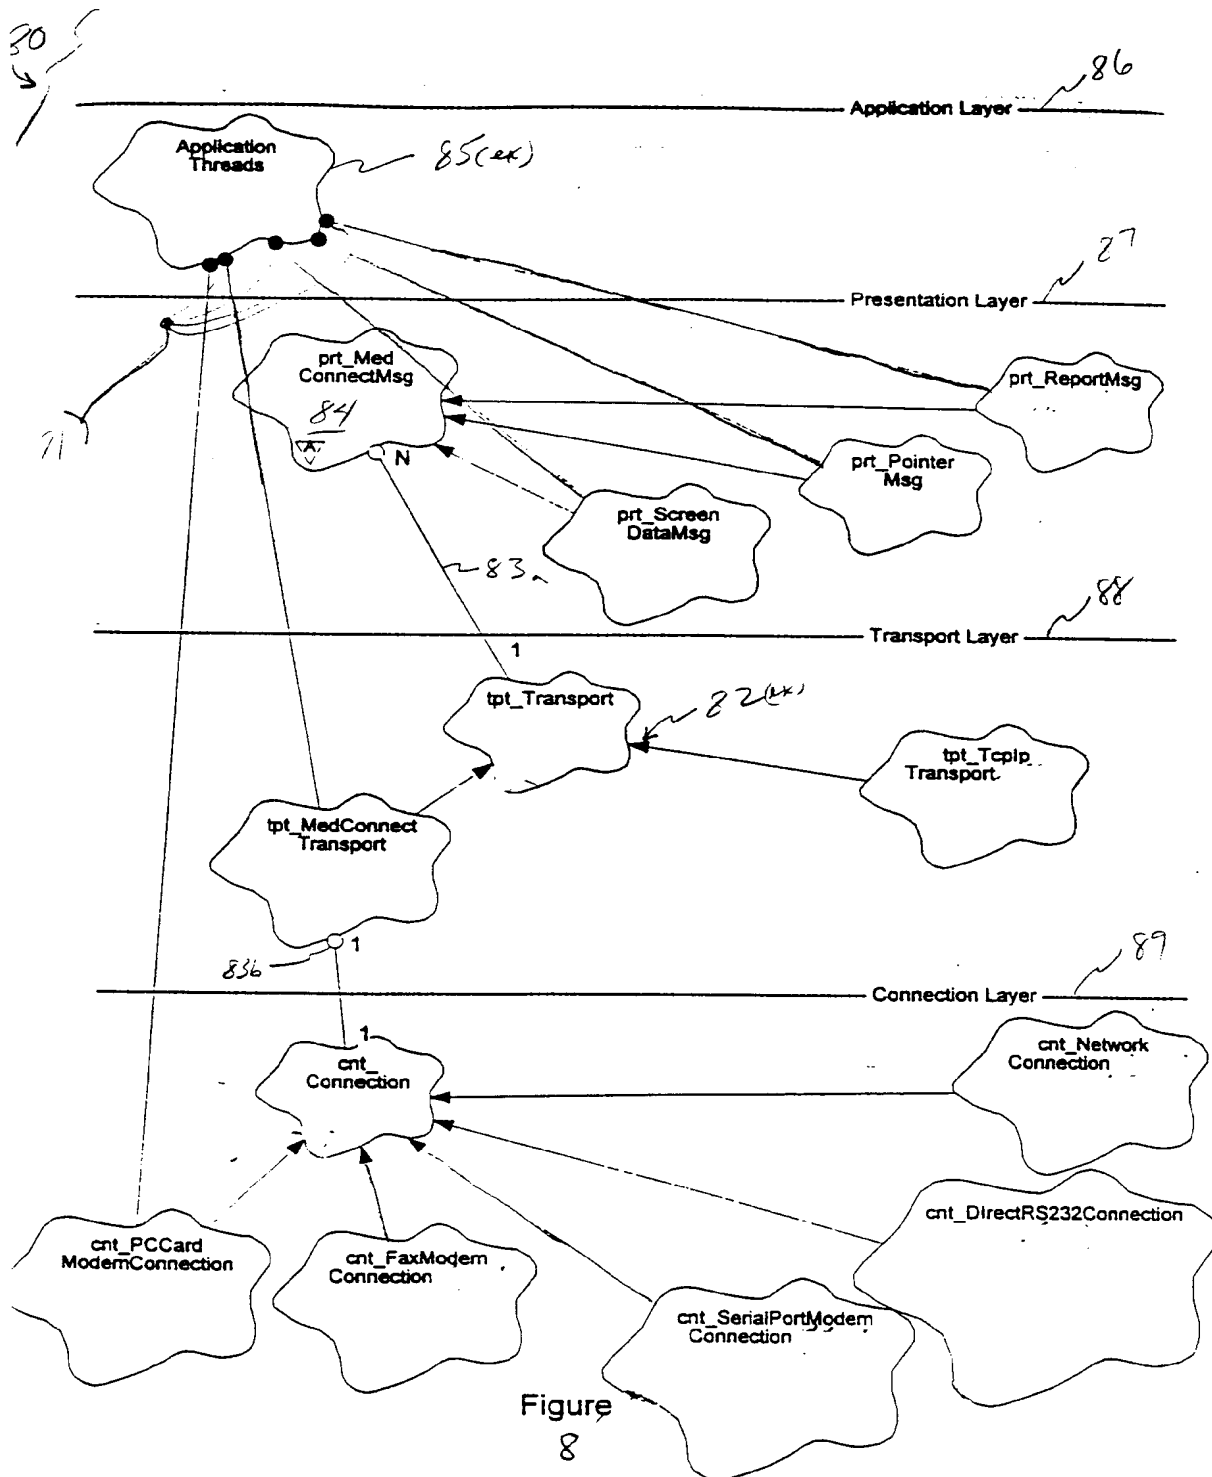 30
86
Application Layer
Application
Threads
85(ex)
87
Presentation Layer
prt_Med
ConnectMsg
84
A
N
prt_ReportMsg
prt_Pointer
Msg
prt_Screen
DataMsg
71
83a
88
Transport Layer
1
tpt_Transport
82(ex)
tpt_TcpIp
Transport
tpt_MedConnect
Transport
1
83b
89
Connection Layer
1
cnt_
Connection
cnt_Network
Connection
cnt_DirectRS232Connection
cnt_PCCard
ModemConnection
cnt_FaxModem
Connection
cnt_SerialPortModem
Connection
Figure
8